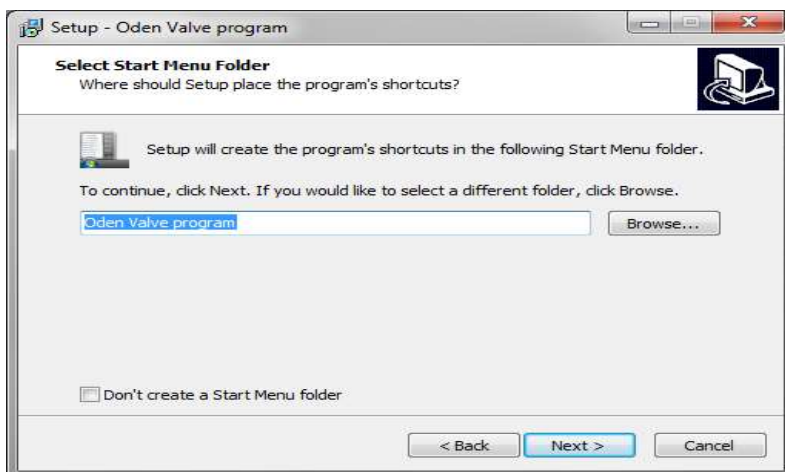 Setup - Oden Valve program
Select Start Menu Folder
Where should Setup place the program's shortcuts?
Setup will create the program's shortcuts in the following Start Menu folder.
To continue, click Next. If you would like to select a different folder, click Browse.
Oden Valve program
Browse...
Don't create a Start Menu folder
< Back
Next >
Cancel